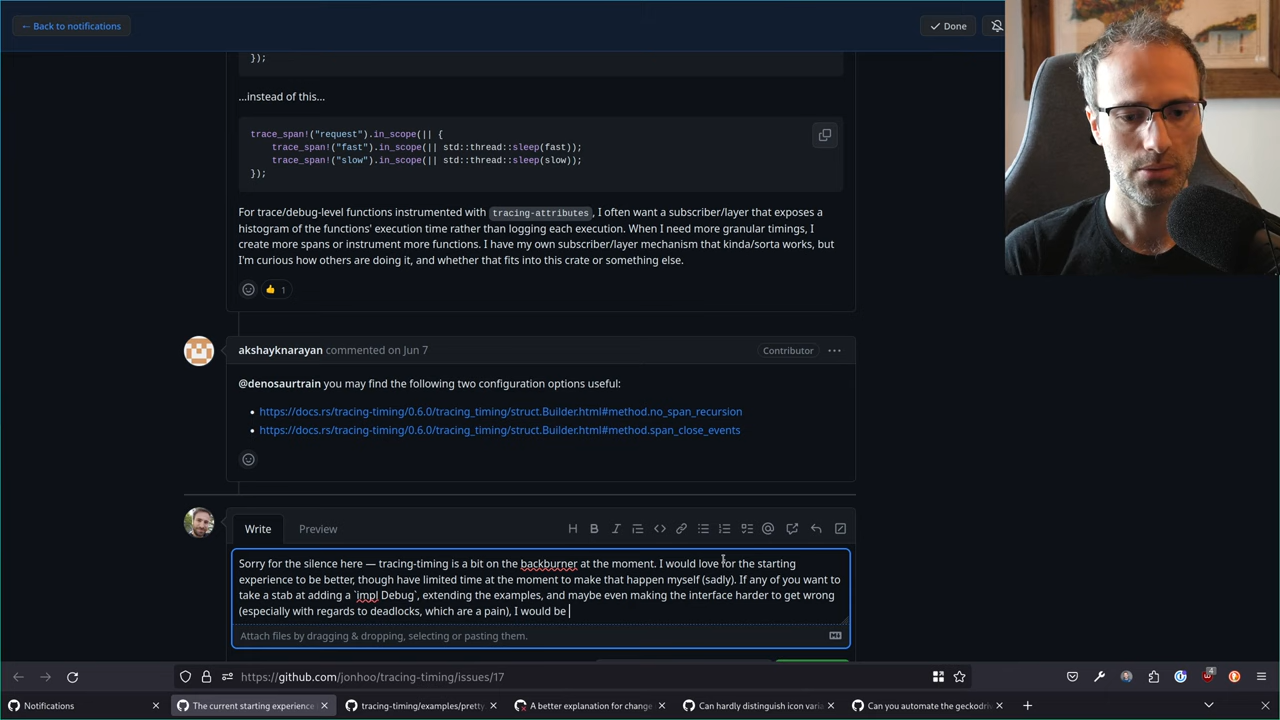 ← Back to notifications
Done
});
...instead of this...
trace_span!("request").in_scope(|| {
trace_span!("fast").in_scope(|| std::thread::sleep(fast));
trace_span!("slow").in_scope(|| std::thread::sleep(slow));
});
For trace/debug-level functions instrumented with tracing-attributes, I often want a subscriber/layer that exposes a
histogram of the functions' execution time rather than logging each execution. When I need more granular timings, I
create more spans or instrument more functions. I have my own subscriber/layer mechanism that kinda/sorta works, but
I'm curious how others are doing it, and whether that fits into this crate or something else.
👍 1
akshayknarayan commented on Jun 7
Contributor
@denosaurtrain you may find the following two configuration options useful:
• https://docs.rs/tracing-timing/0.6.0/tracing_timing/struct.Builder.html#method.no_span_recursion
• https://docs.rs/tracing-timing/0.6.0/tracing_timing/struct.Builder.html#method.span_close_events
Write
Preview
Sorry for the silence here — tracing-timing is a bit on the backburner at the moment. I would love for the starting
experience to be better, though have limited time at the moment to make that happen myself (sadly). If any of you want to
take a stab at adding a `impl Debug`, extending the examples, and maybe even making the interface harder to get wrong
(especially with regards to deadlocks, which are a pain), I would be
Attach files by dragging & dropping, selecting or pasting them.
https://github.com/jonhoo/tracing-timing/issues/17
4
Notifications
The current starting experience
tracing-timing/examples/pretty
A better explanation for change
Can hardly distinguish icon varia
Can you automate the geckodri